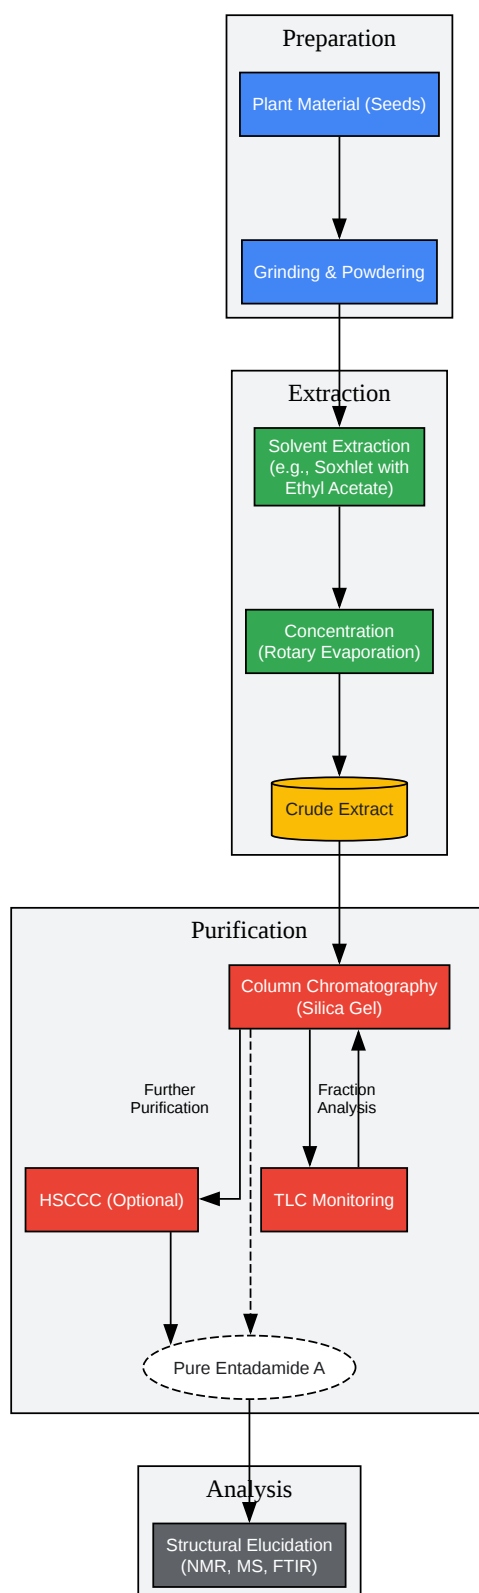 Preparation
Plant Material (Seeds)
Grinding & Powdering
Extraction
Solvent Extraction
(e.g., Soxhlet with
Ethyl Acetate)
Concentration
(Rotary Evaporation)
Crude Extract
Purification
Column Chromatography
(Silica Gel)
Further
Purification
Fraction
Analysis
HSCCC (Optional)
TLC Monitoring
Pure Entadamide A
Analysis
Structural Elucidation
(NMR, MS, FTIR)